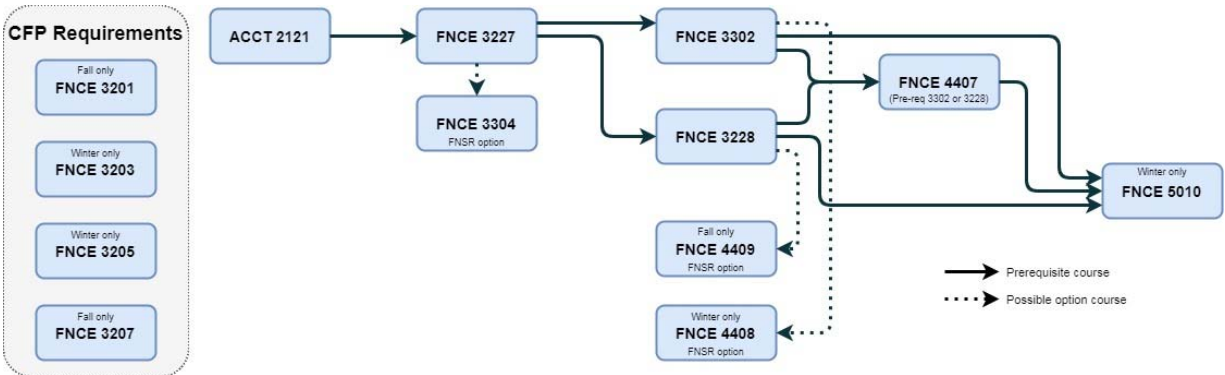 CFP Requirements
Fall only
FNCE 3201
Winter only
FNCE 3203
Winter only
FNCE 3205
Fall only
FNCE 3207
ACCT 2121
FNCE 3227
FNCE 3304
FNSR option
FNCE 3302
FNCE 3228
Fall only
FNCE 4409
FNSR option
Winter only
FNCE 4408
FNSR option
FNCE 4407
(Pre-req 3302 or 3228)
Winter only
FNCE 5010
Prerequisite course
Possible option course